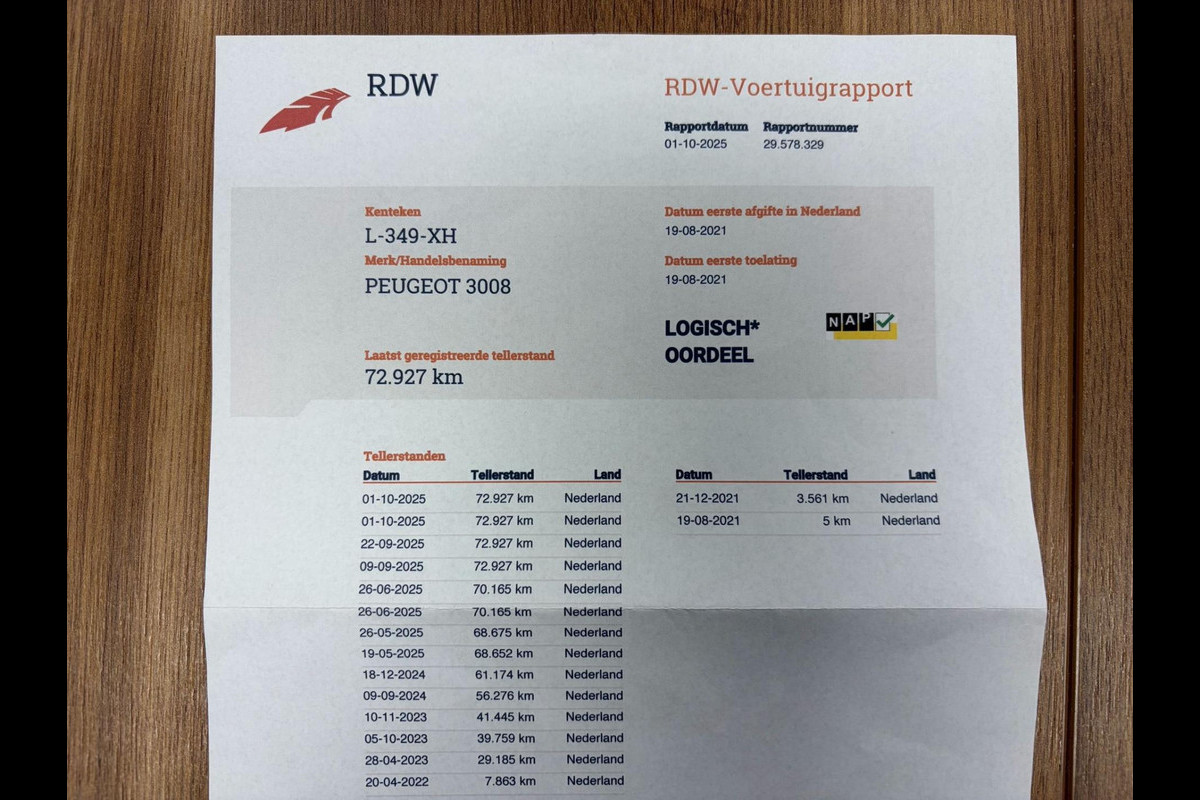 RDW
RDW-Voertuigrapport
Rapportdatum Rapportnummer
01-10-2025 29.578.329
Kenteken
L-349-XH
Merk/Handelsbenaming
PEUGEOT 3008
Laatst geregistreerde tellerstand
72.927 km
Datum eerste afgifte in Nederland
19-08-2021
Datum eerste toelating
19-08-2021
LOGISCH*
OORDEEL
NAP
Tellerstanden
Datum Tellerstand Land
01-10-2025 72.927 km Nederland
01-10-2025 72.927 km Nederland
22-09-2025 72.927 km Nederland
09-09-2025 72.927 km Nederland
26-06-2025 70.165 km Nederland
26-06-2025 70.165 km Nederland
26-05-2025 68.675 km Nederland
19-05-2025 68.652 km Nederland
18-12-2024 61.174 km Nederland
09-09-2024 56.276 km Nederland
10-11-2023 41.445 km Nederland
05-10-2023 39.759 km Nederland
28-04-2023 29.185 km Nederland
20-04-2022 7.863 km Nederland
Datum Tellerstand Land
21-12-2021 3.561 km Nederland
19-08-2021 5 km Nederland